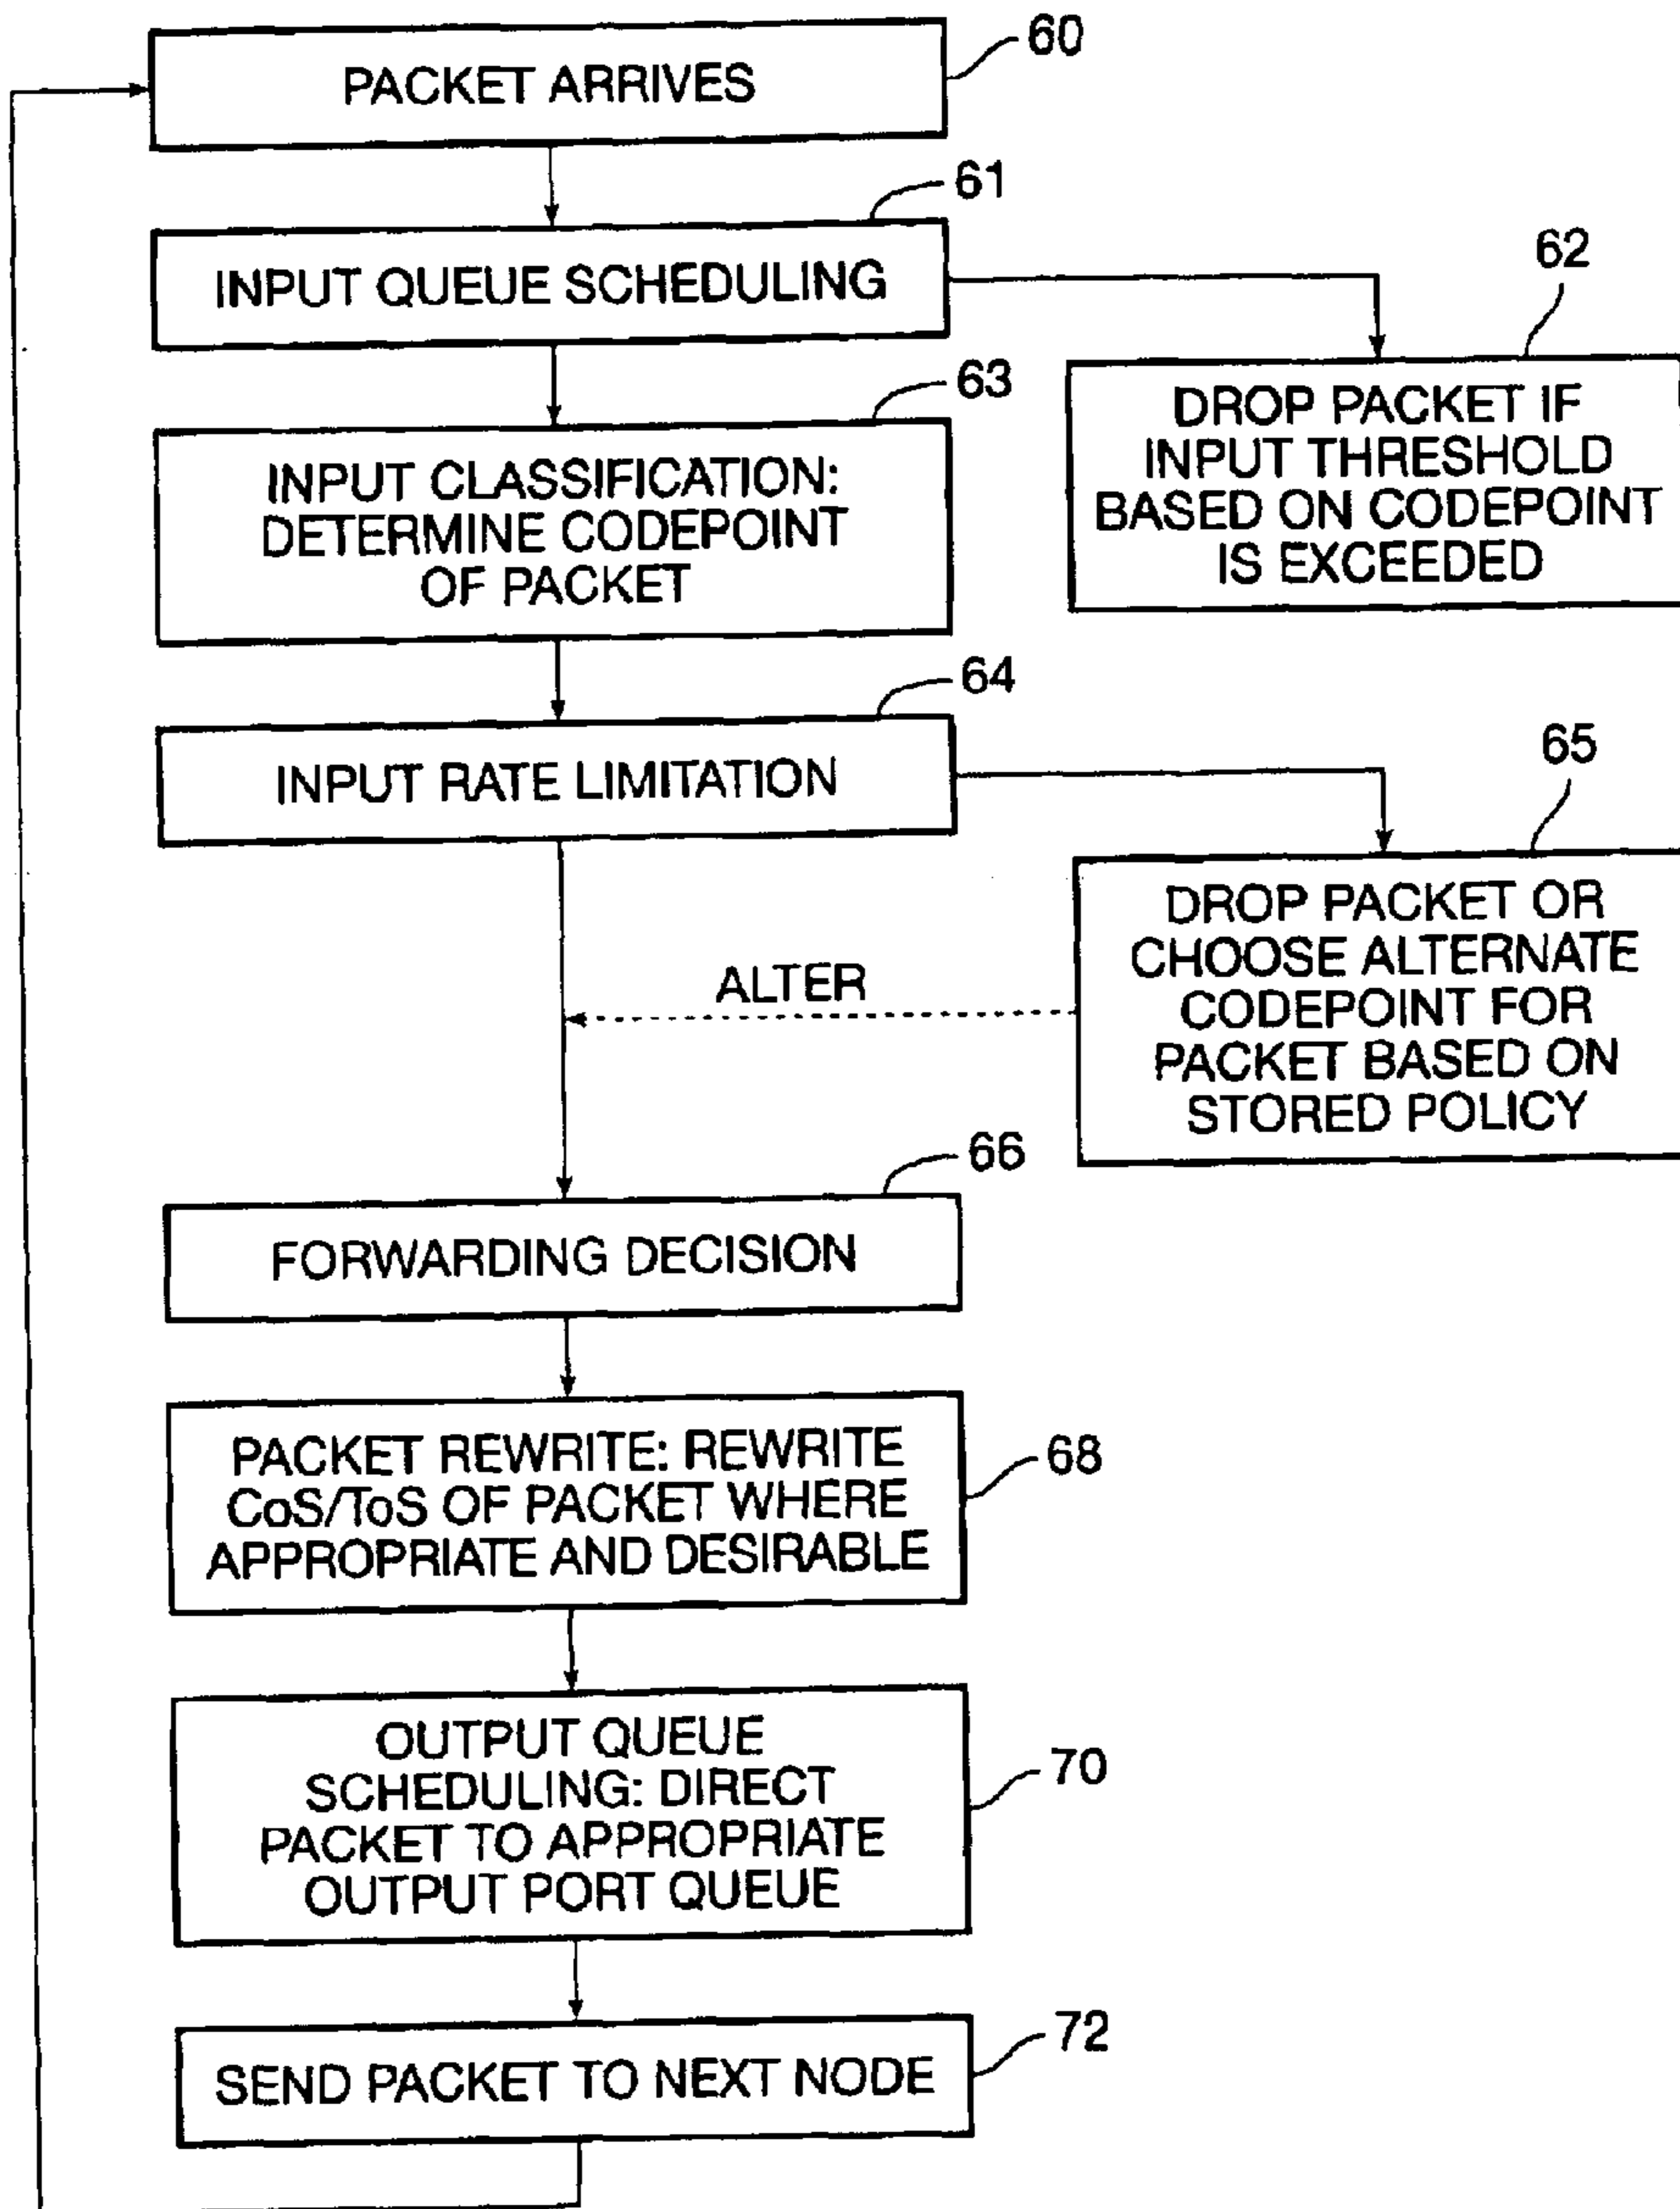 60
PACKET ARRIVES
61
INPUT QUEUE SCHEDULING
62
DROP PACKET IF
INPUT THRESHOLD
BASED ON CODEPOINT
IS EXCEEDED
63
INPUT CLASSIFICATION:
DETERMINE CODEPOINT
OF PACKET
64
INPUT RATE LIMITATION
65
DROP PACKET OR
CHOOSE ALTERNATE
CODEPOINT FOR
PACKET BASED ON
STORED POLICY
ALTER
66
FORWARDING DECISION
68
PACKET REWRITE: REWRITE
CoS/ToS OF PACKET WHERE
APPROPRIATE AND DESIRABLE
70
OUTPUT QUEUE
SCHEDULING: DIRECT
PACKET TO APPROPRIATE
OUTPUT PORT QUEUE
72
SEND PACKET TO NEXT NODE